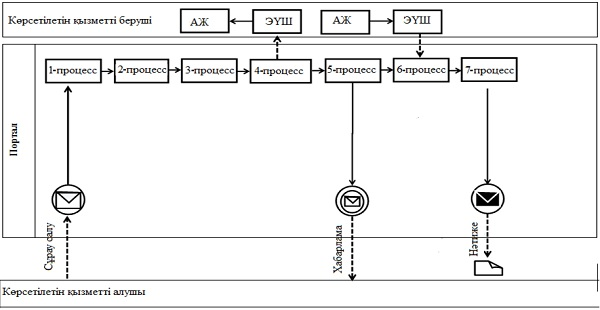 Көрсетілетін қызметті беруші
АЖ
ЭҮШ
АЖ
ЭҮШ
Портал
1-процесс
2-процесс
3-процесс
4-процесс
5-процесс
6-процесс
7-процесс
Сұрау салу
Хабарлама
Нәтиже
Көрсетілетін қызметті алушы